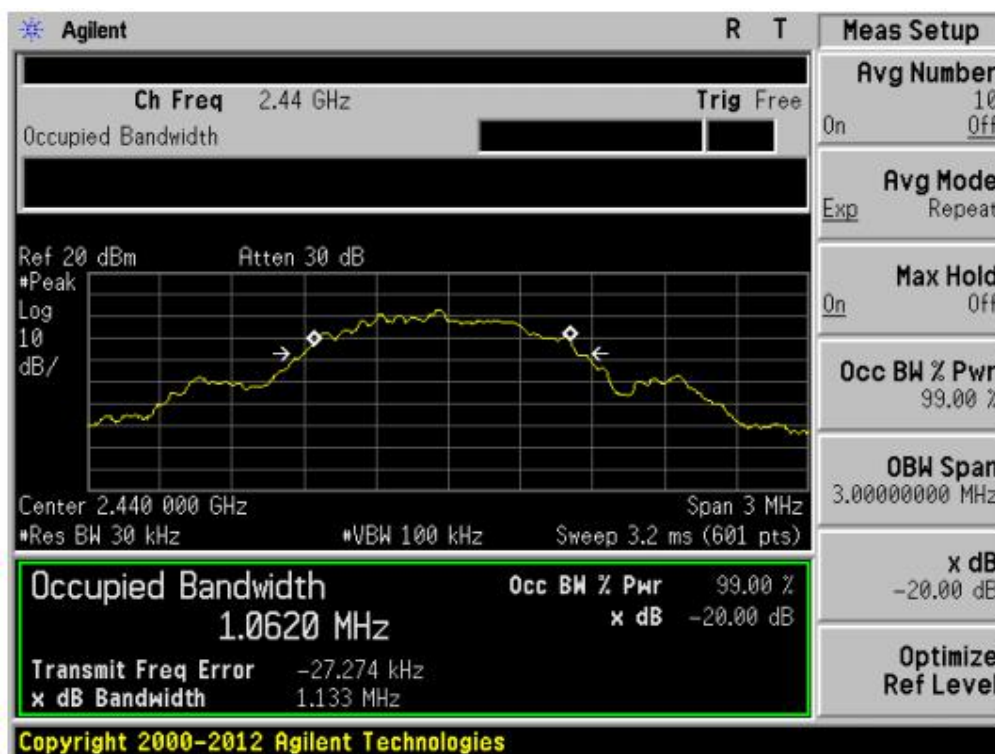 Agilent R T
Ch Freq 2.44 GHz Trig Free
Occupied Bandwidth
Ref 20 dBm Atten 30 dB
#Peak
Log
10
dB/
Center 2.440 000 GHz Span 3 MHz
#Res BW 30 kHz #VBW 100 kHz Sweep 3.2 ms (601 pts)
Occupied Bandwidth Occ BW % Pwr 99.00 %
1.0620 MHz x dB -20.00 dB
Transmit Freq Error -27.274 kHz
x dB Bandwidth 1.133 MHz
Copyright 2000-2012 Agilent Technologies
Meas Setup
Avg Number
10
On Off
Avg Mode
Exp Repeat
Max Hold
On Off
Occ BW % Pwr
99.00 %
OBW Span
3.00000000 MHz
x dB
-20.00 dB
Optimize
Ref Level